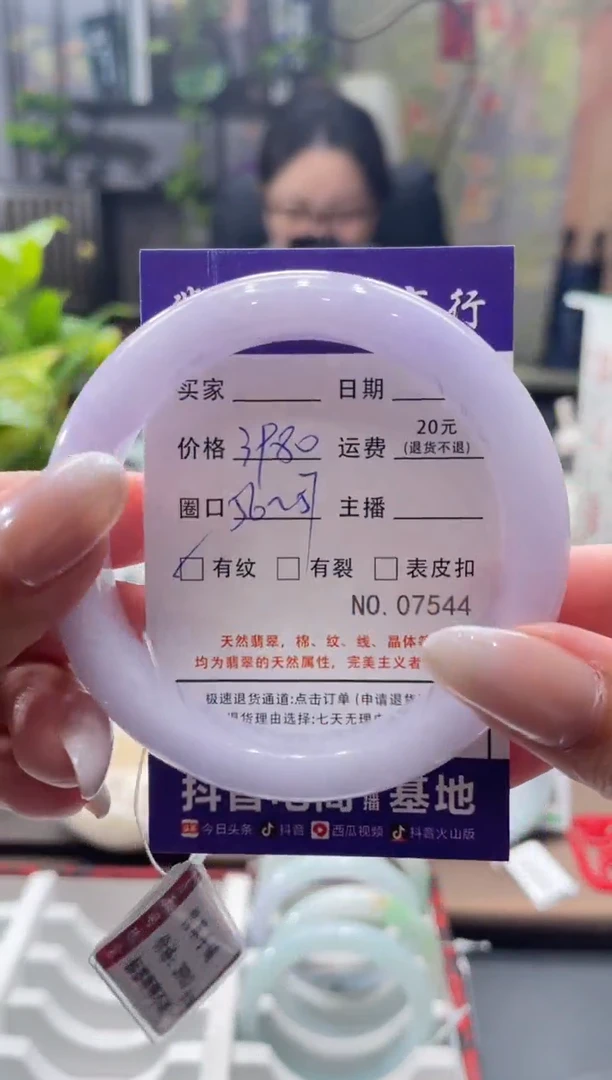 行
买家 日期
价格 3980 运费 20元
(退货不退)
圈口 56 主播
有纹 有裂 表皮扣
NO. 07544
天然翡翠，棉、纹、线、晶体
均为翡翠的天然属性，完美主义者
极速退货通道:点击订单 (申请退货
退货理由选择:七天无理由
抖音电商 播 基地
今日头条 抖音 西瓜视频 抖音火山版